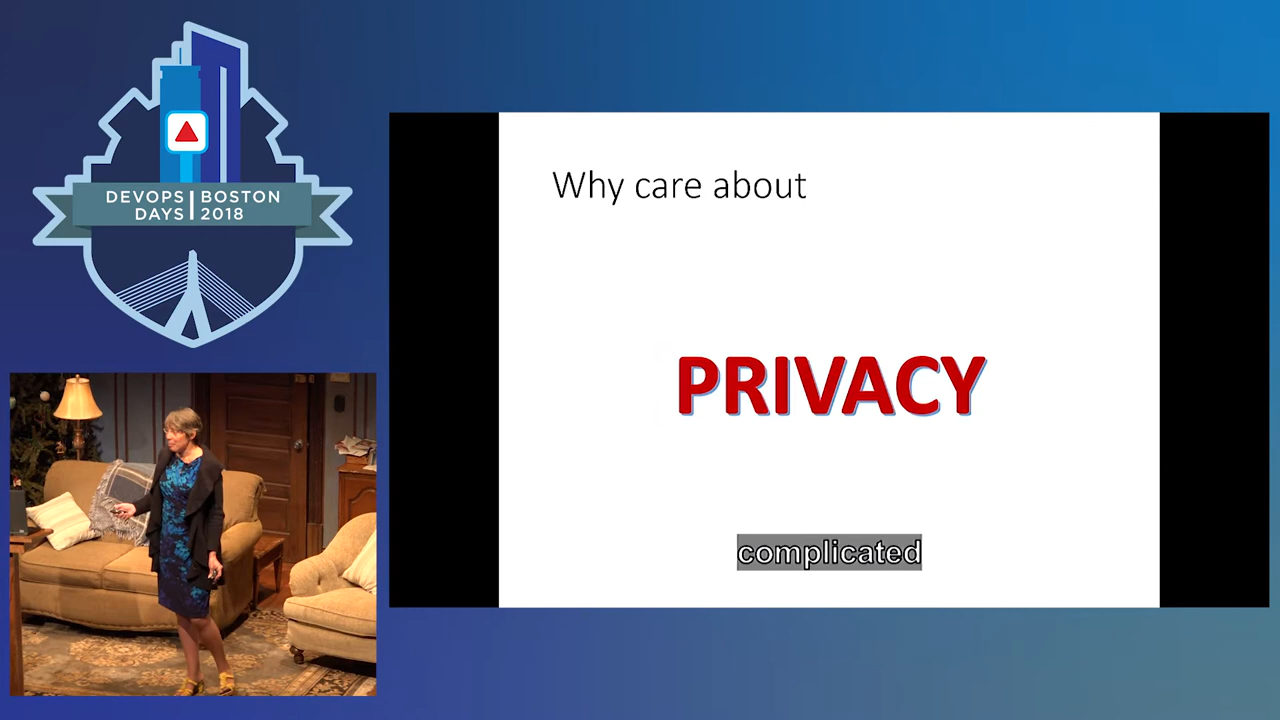 DEVOPS BOSTON
DAYS 2018
Why care about
PRIVACY
complicated